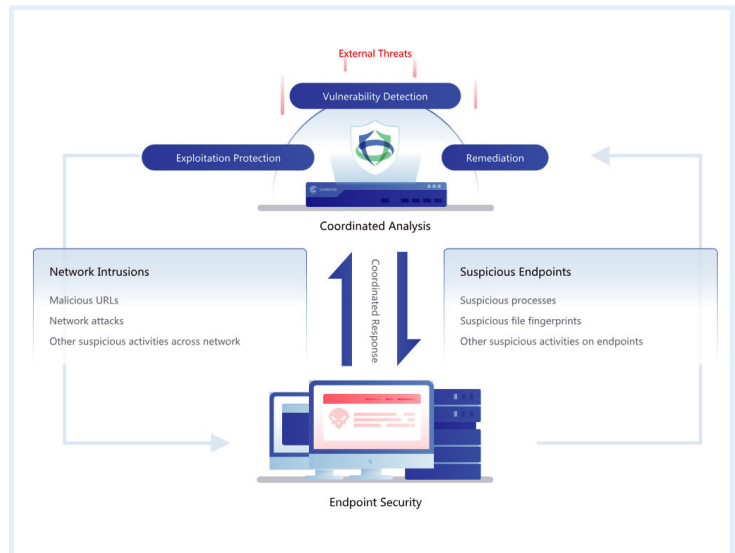 External Threats
Vulnerability Detection
Exploitation Protection
Remediation
Coordinated Analysis
Network Intrusions
Malicious URLs
Network attacks
Other suspicious activities across network
Coordinated Response
Suspicious Endpoints
Suspicious processes
Suspicious file fingerprints
Other suspicious activities on endpoints
Endpoint Security